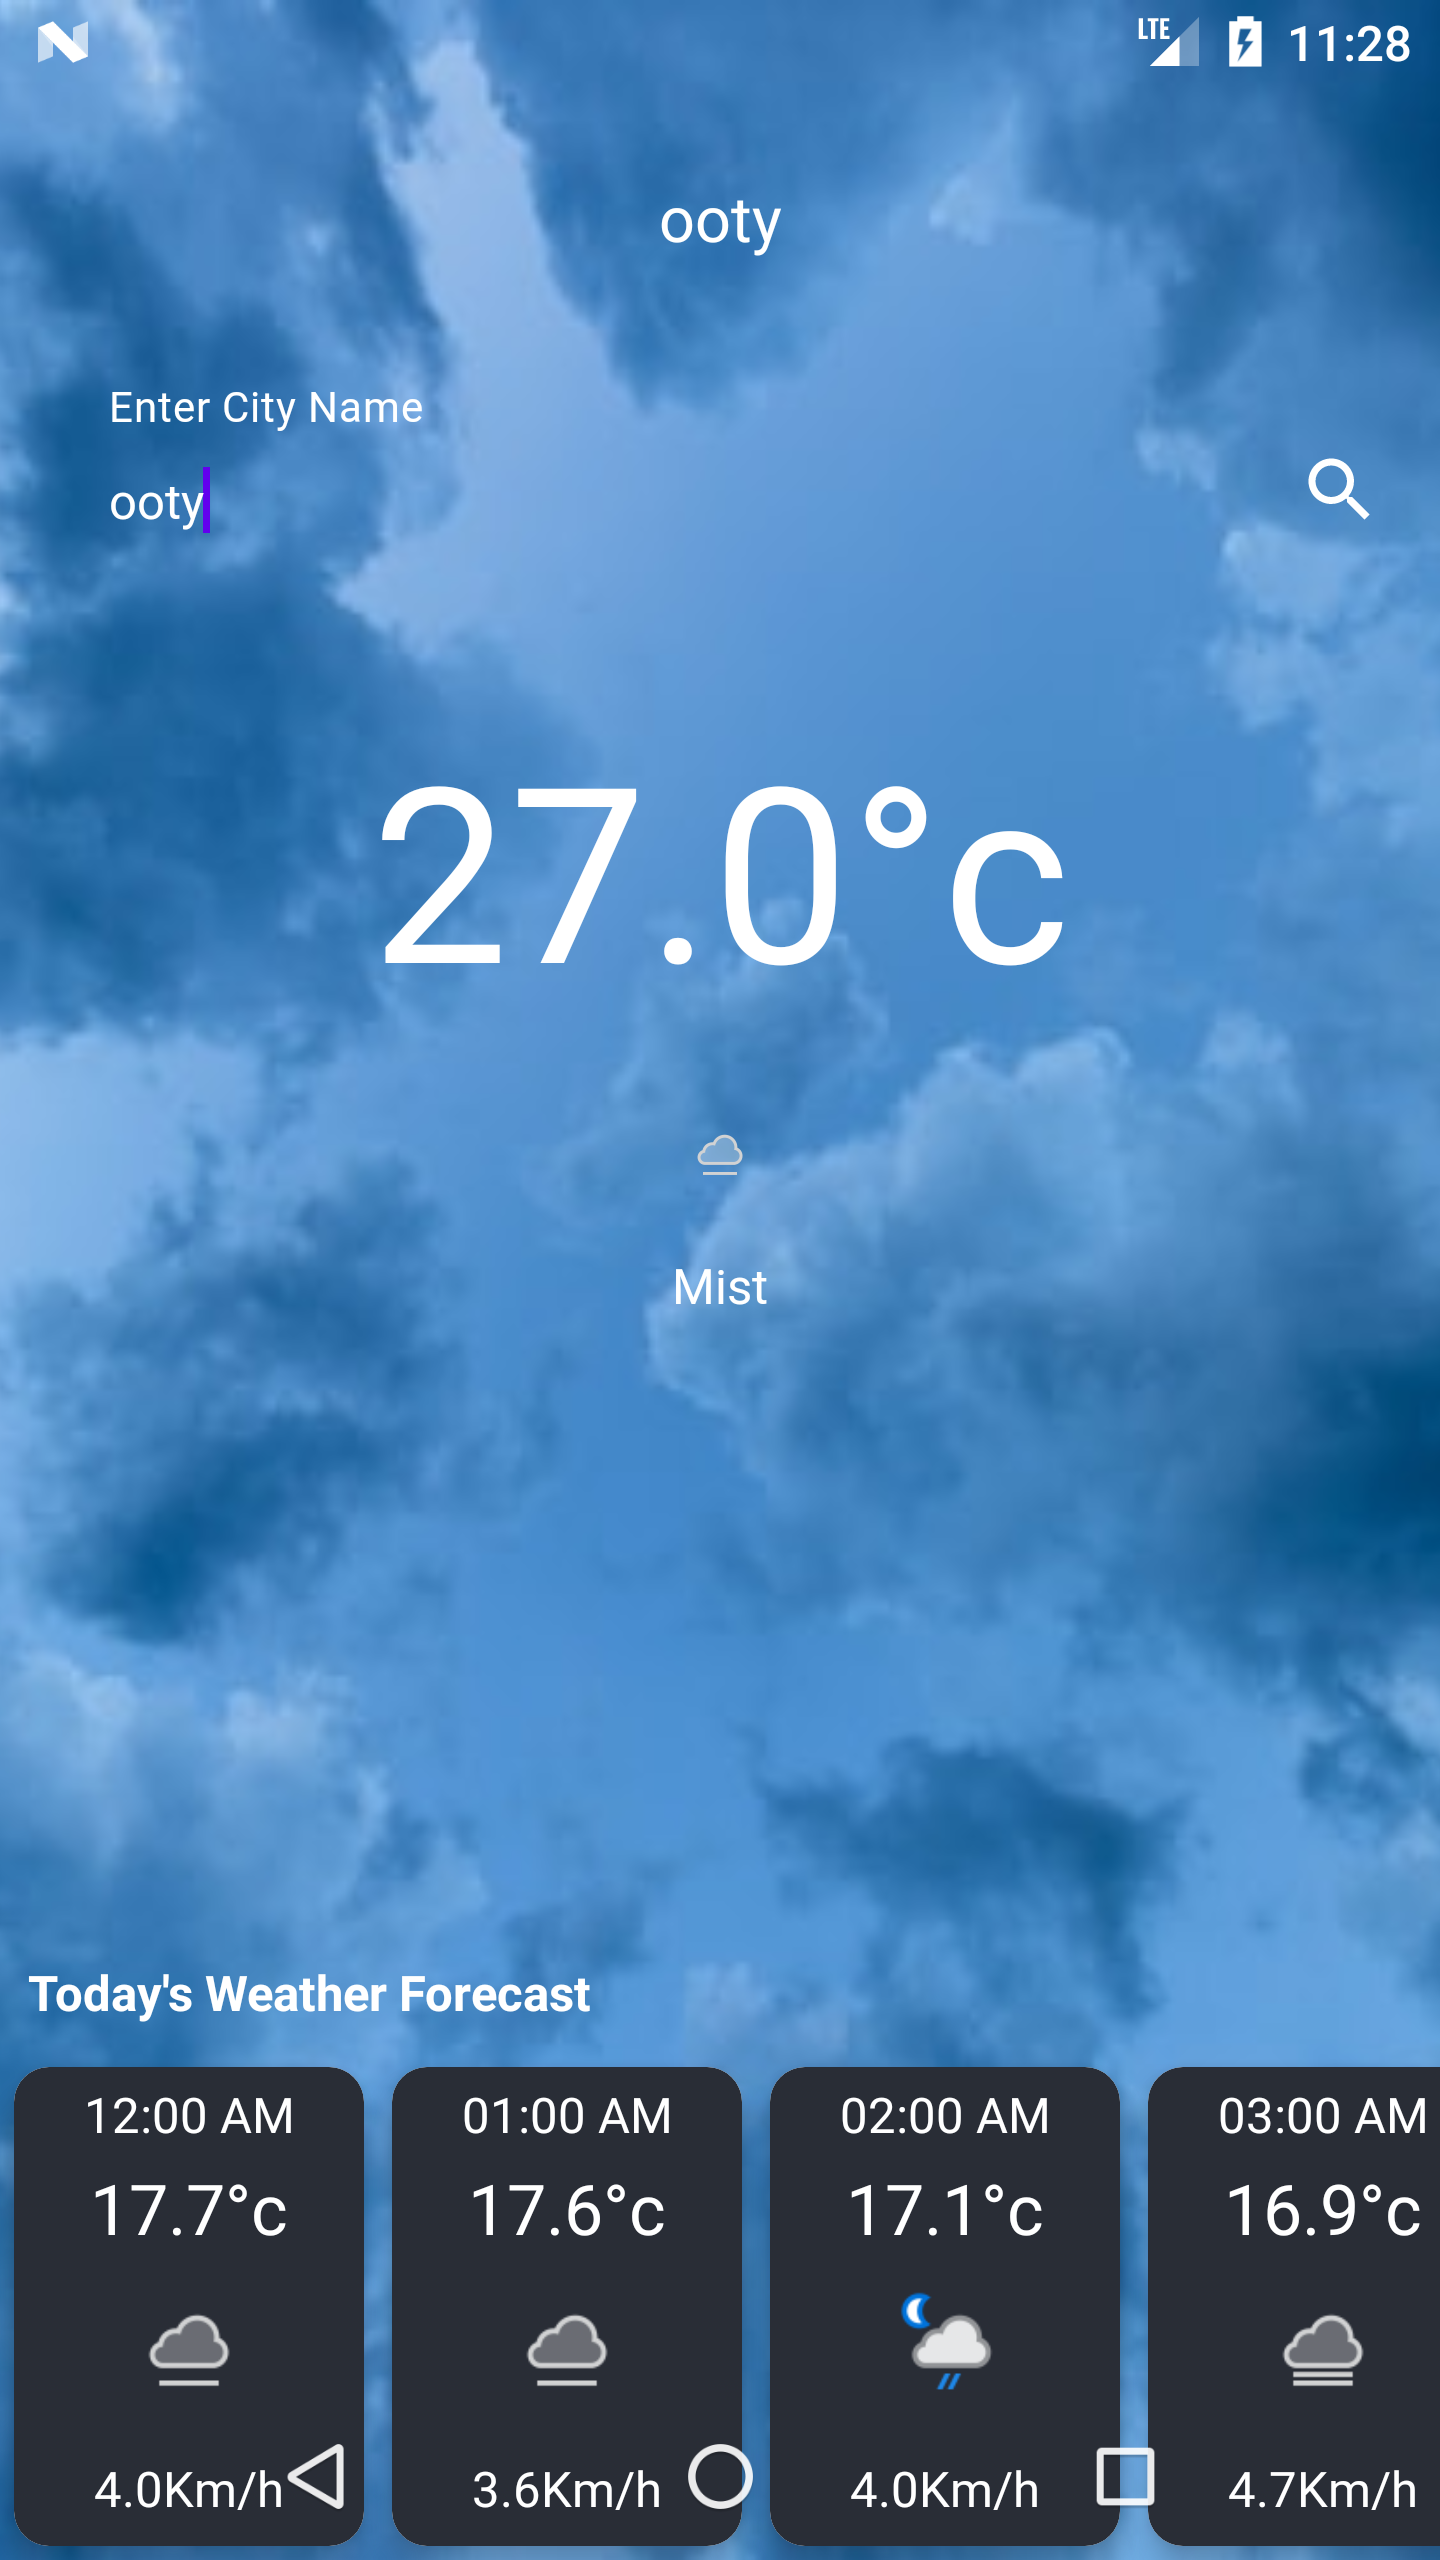 LTE 11:28
ooty
Enter City Name
ooty
27.0°c
Mist
Today's Weather Forecast
12:00 AM 01:00 AM 02:00 AM 03:00 AM
17.7°c 17.6°c 17.1°c 16.9°c
4.0Km/h 3.6Km/h 4.0Km/h 4.7Km/h